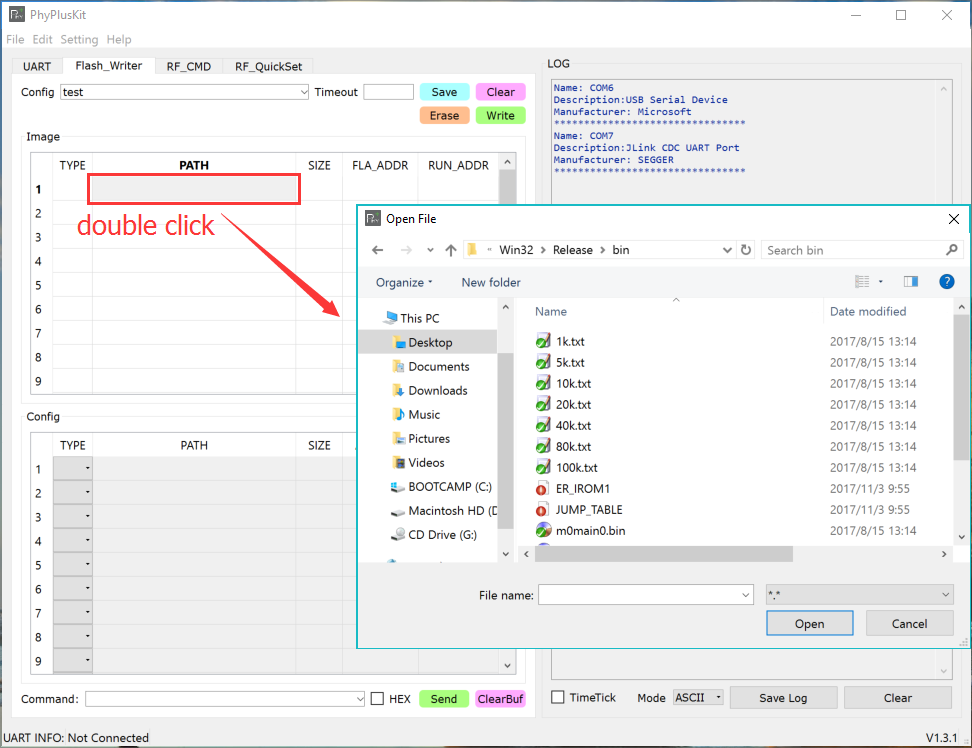 PhyPlusKit
File Edit Setting Help
UART Flash_Writer RF_CMD RF_QuickSet
Config test Timeout Save Clear
Erase Write
Image
TYPE PATH SIZE FLA_ADDR RUN_ADDR
1
2
3
4
5
6
7
8
9
double click
Config
TYPE PATH SIZE
1
2
3
4
5
6
7
8
9
Command: HEX Send ClearBuf
UART INFO: Not Connected
LOG
Name: COM6
Description:USB Serial Device
Manufacturer: Microsoft
********************************
Name: COM7
Description:JLink CDC UART Port
Manufacturer: SEGGER
********************************
Open File
« Win32 > Release > bin
Search bin
Organize New folder
This PC
Desktop
Documents
Downloads
Music
Pictures
Videos
BOOTCAMP (C:)
Macintosh HD (D
CD Drive (G:)
Name Date modified
1k.txt 2017/8/15 13:14
5k.txt 2017/8/15 13:14
10k.txt 2017/8/15 13:14
20k.txt 2017/8/15 13:14
40k.txt 2017/8/15 13:14
80k.txt 2017/8/15 13:14
100k.txt 2017/8/15 13:14
ER_IROM1 2017/11/3 9:55
JUMP_TABLE 2017/11/3 9:55
m0main0.bin 2017/8/15 13:14
File name: *.*
Open Cancel
TimeTick Mode ASCII Save Log Clear
V1.3.1